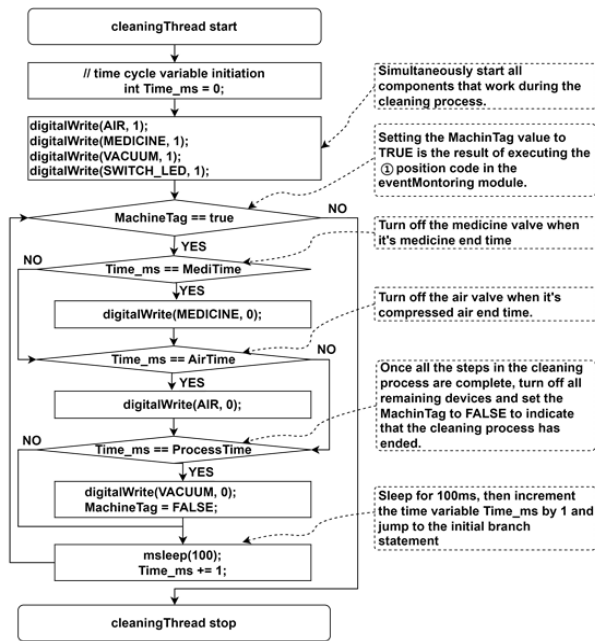 cleaningThread start
// time cycle variable initiation
int Time_ms = 0;
digitalWrite(AIR, 1);
digitalWrite(MEDICINE, 1);
digitalWrite(VACUUM, 1);
digitalWrite(SWITCH_LED, 1);
MachineTag == true
NO
YES
NO
Time_ms == MediTime
YES
digitalWrite(MEDICINE, 0);
Time_ms == AirTime
NO
YES
digitalWrite(AIR, 0);
NO
Time_ms == ProcessTime
YES
digitalWrite(VACUUM, 0);
MachineTag = FALSE;
msleep(100);
Time_ms += 1;
cleaningThread stop
Simultaneously start all
components that work during the
cleaning process.
Setting the MachinTag value to
TRUE is the result of executing the
① position code in the
eventMontoring module.
Turn off the medicine valve when
it's medicine end time
Turn off the air valve when it's
compressed air end time.
Once all the steps in the cleaning
process are complete, turn off all
remaining devices and set the
MachinTag to FALSE to indicate
that the cleaning process has
ended.
Sleep for 100ms, then increment
the time variable Time_ms by 1 and
jump to the initial branch
statement